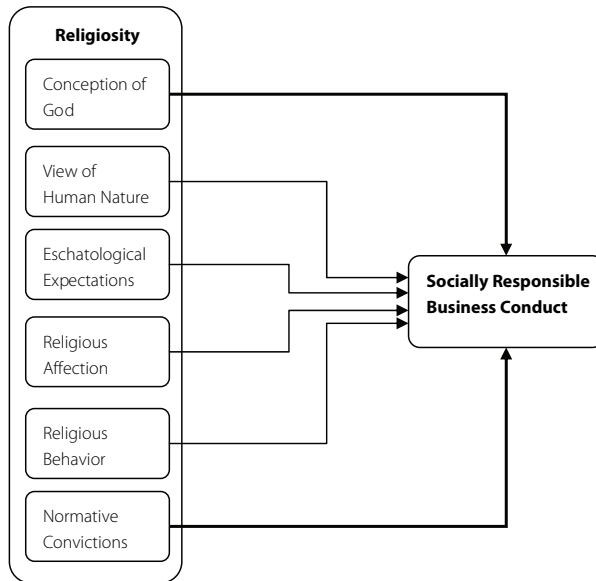 Religiosity
Conception of
God
View of
Human Nature
Eschatological
Expectations
Religious
Affection
Religious
Behavior
Normative
Convictions
Socially Responsible
Business Conduct